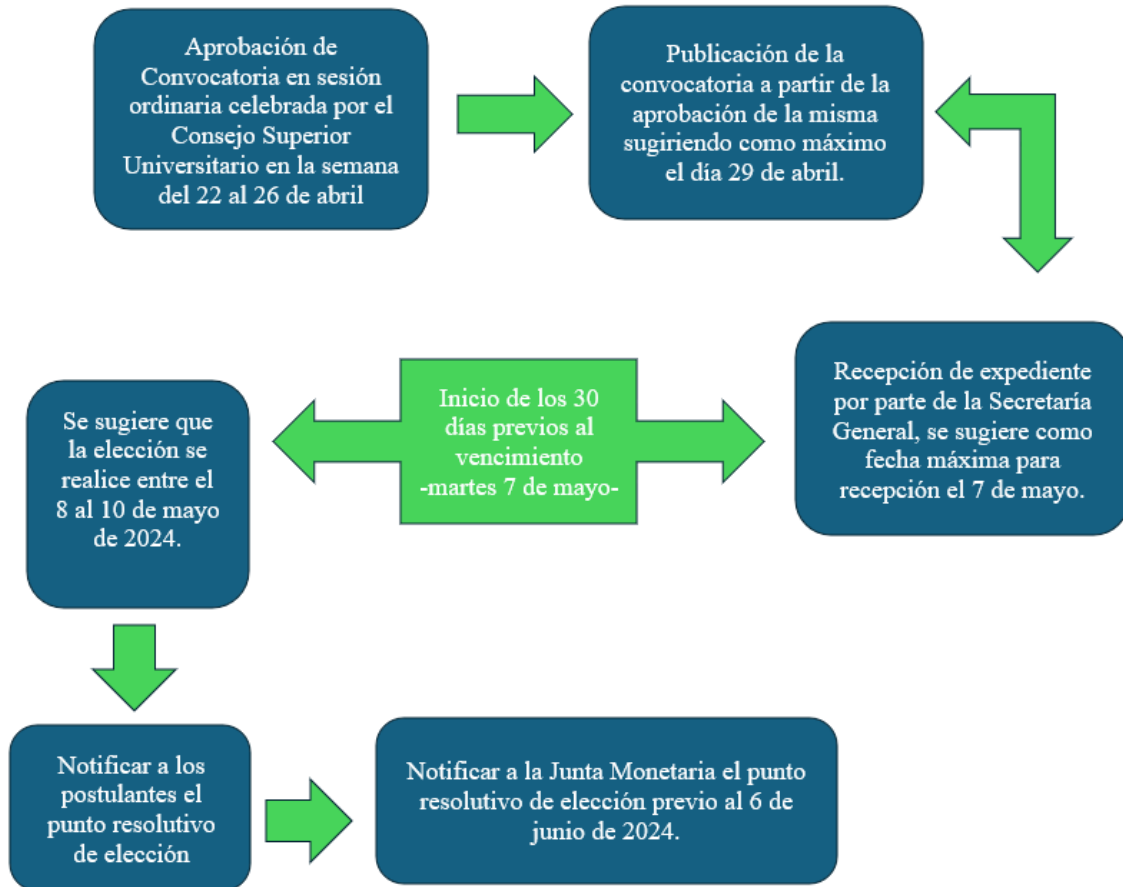 Aprobación de
Convocatoria en sesión
ordinaria celebrada por el
Consejo Superior
Universitario en la semana
del 22 al 26 de abril
Publicación de la
convocatoria a partir de la
aprobación de la misma
sugiriendo como máximo
el día 29 de abril.
Recepción de expediente
por parte de la Secretaría
General, se sugiere como
fecha máxima para
recepción el 7 de mayo.
Inicio de los 30
días previos al
vencimiento
-martes 7 de mayo-
Se sugiere que
la elección se
realice entre el
8 al 10 de mayo
de 2024.
Notificar a los
postulantes el
punto resolutivo
de elección
Notificar a la Junta Monetaria el punto
resolutivo de elección previo al 6 de
junio de 2024.